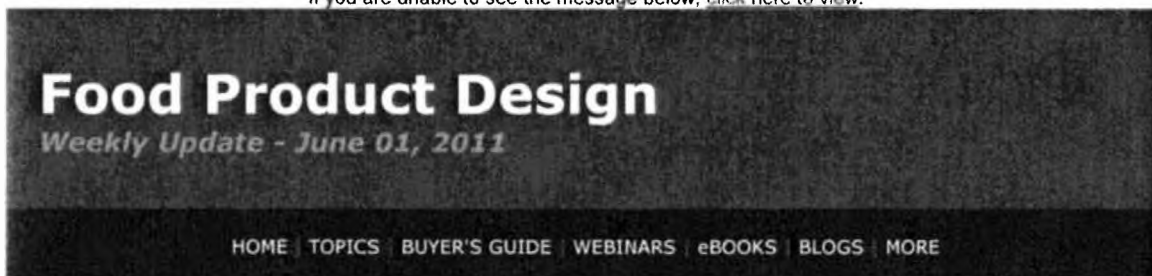 If you are unable to see the message below, click here to view.
Food Product Design
Weekly Update - June 01, 2011
HOME | TOPICS | BUYER'S GUIDE | WEBINARS | eBOOKS | BLOGS | MORE